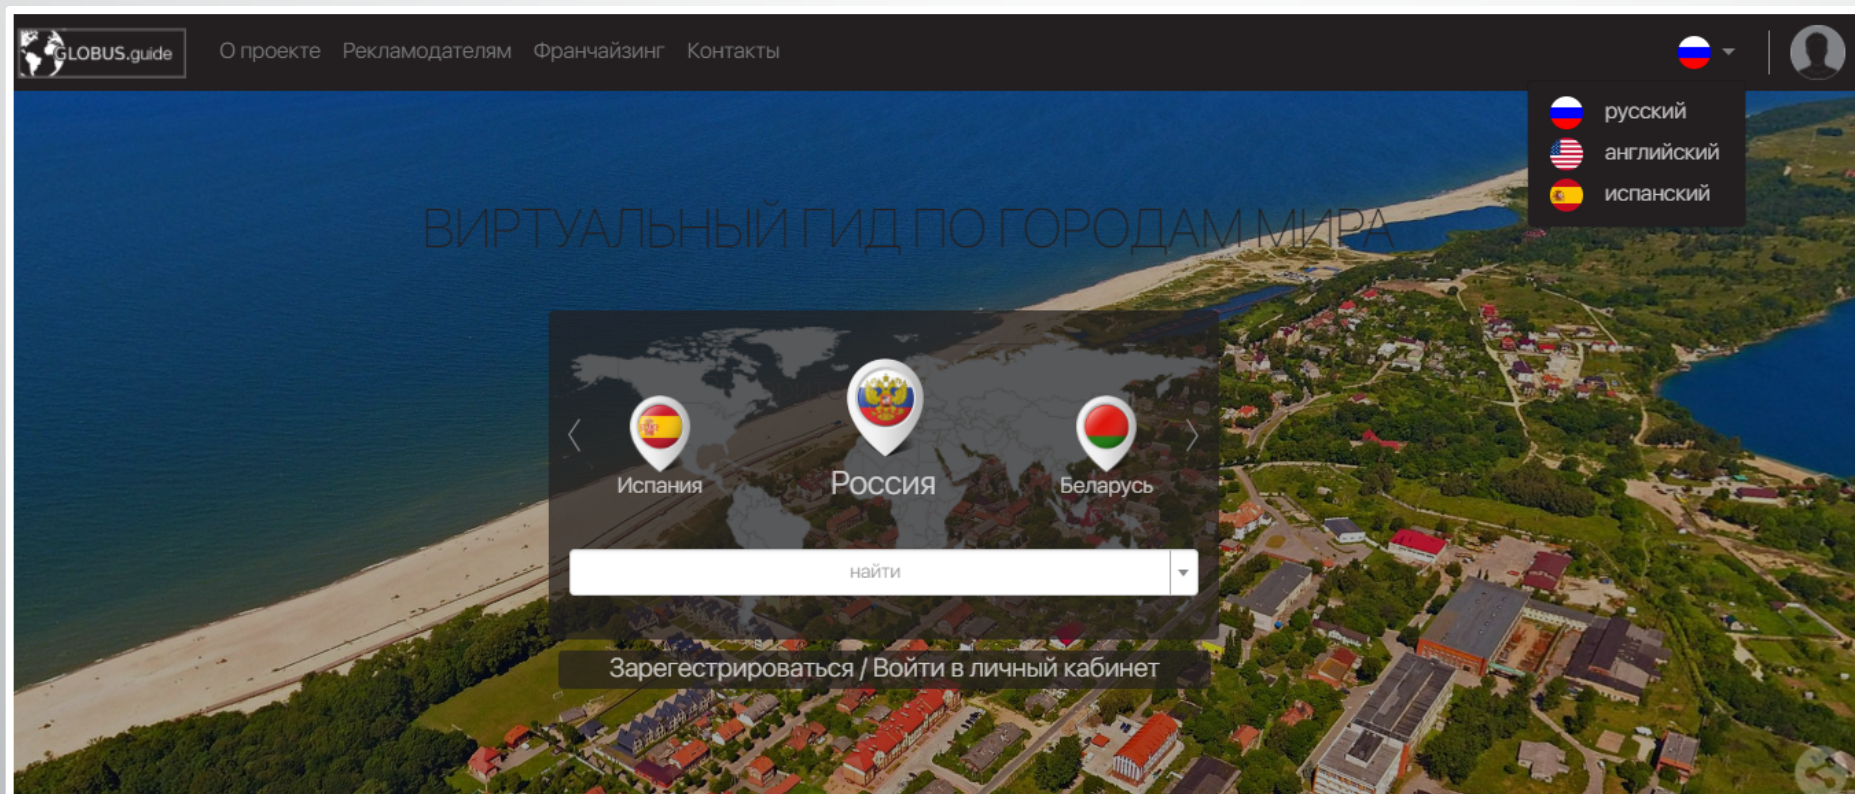 GLOBUS.guide
О проекте Рекламодателям Франчайзинг Контакты
русский
английский
испанский
ВИРТУАЛЬНЫЙ ГИД ПО ГОРОДАМ МИРА
Испания Россия Беларусь
найти
Зарегестрироваться / Войти в личный кабинет